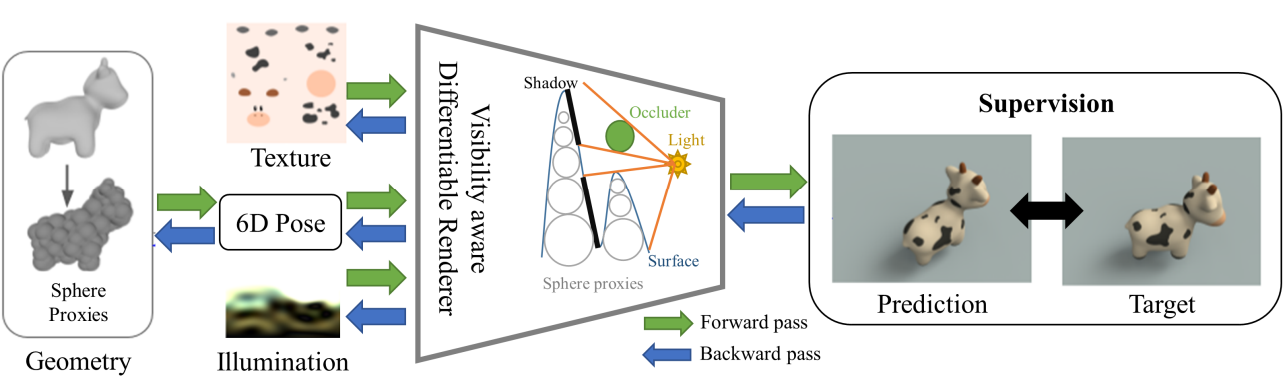 Sphere
Proxies
Geometry
Texture
6D Pose
Illumination
Visibility aware
Differentiable Renderer
Shadow
Occluder
Light
Surface
Sphere proxies
Forward pass
Backward pass
Supervision
Prediction
Target